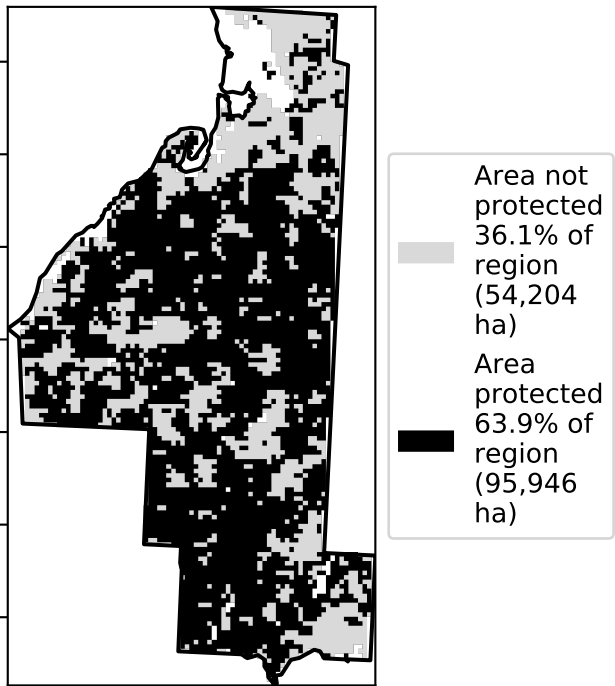 Area not
protected
36.1% of
region
(54,204
ha)
Area
protected
63.9% of
region
(95,946
ha)